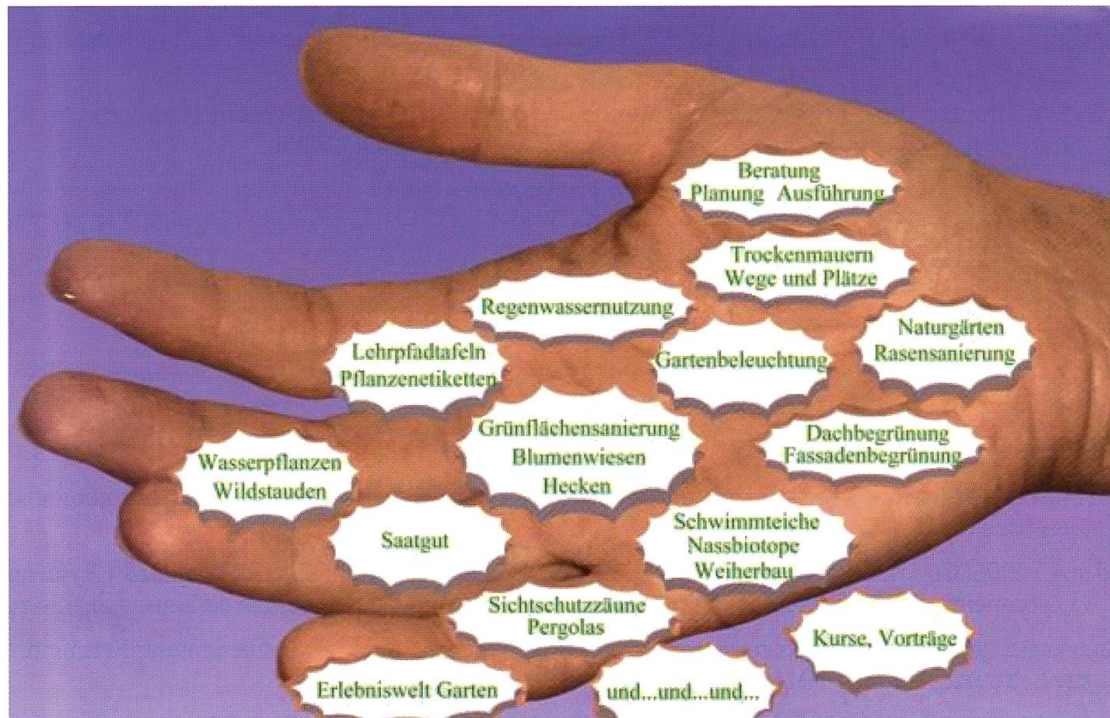 Beratung
Planung Ausführung
Trockenmauern
Wege und Plätze
Regenwassernutzung
Naturgärten
Rasensanierung
Lehrpfadtafeln
Pflanzenetiketten
Gartenbeleuchtung
Grünflächensanierung
Blumenwiesen
Hecken
Dachbegrünung
Fassadenbegrünung
Wasserpflanzen
Wildstauden
Saatgut
Schwimmteiche
Nassbiotope
Weiherbau
Sichtschutzzäune
Pergolas
Kurse, Vorträge
Erlebniswelt Garten
und...und...und...